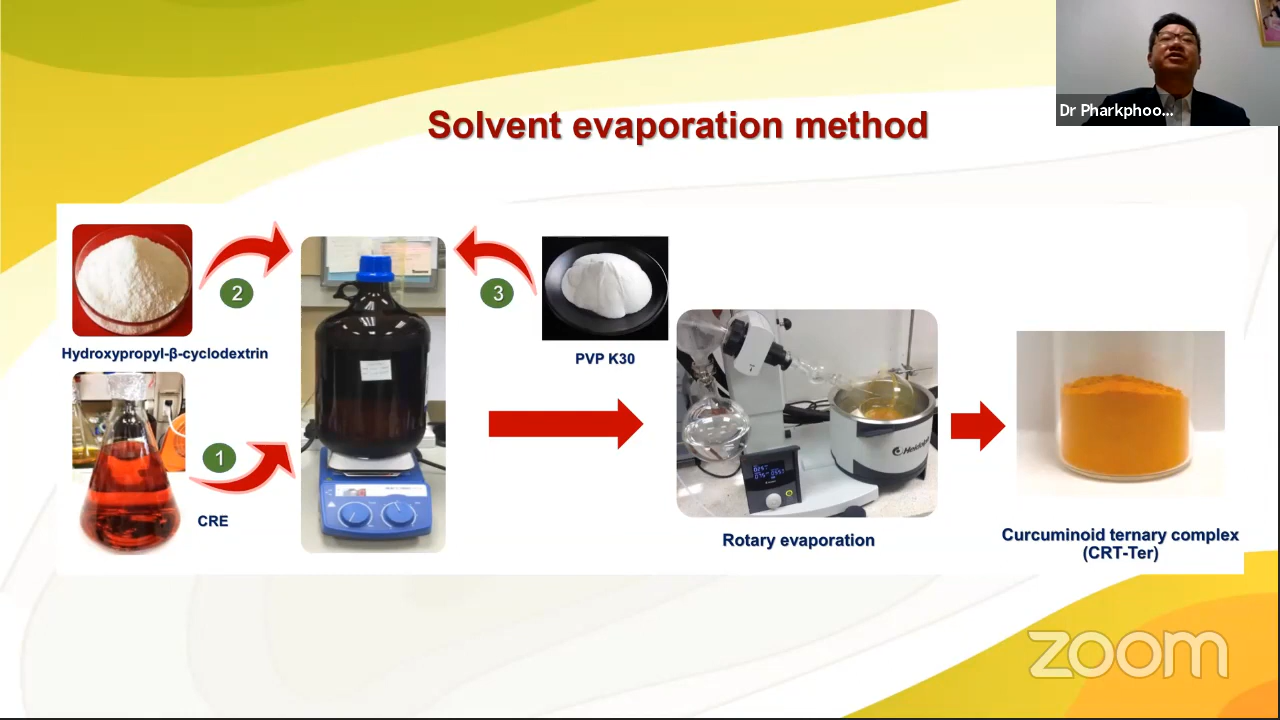 Dr Pharkphoo...
Solvent evaporation method
2
3
Hydroxypropyl-β-cyclodextrin
PVP K30
1
CRE
Heidolph
Rotary evaporation
Curcuminoid ternary complex
(CRT-Ter)
zoom